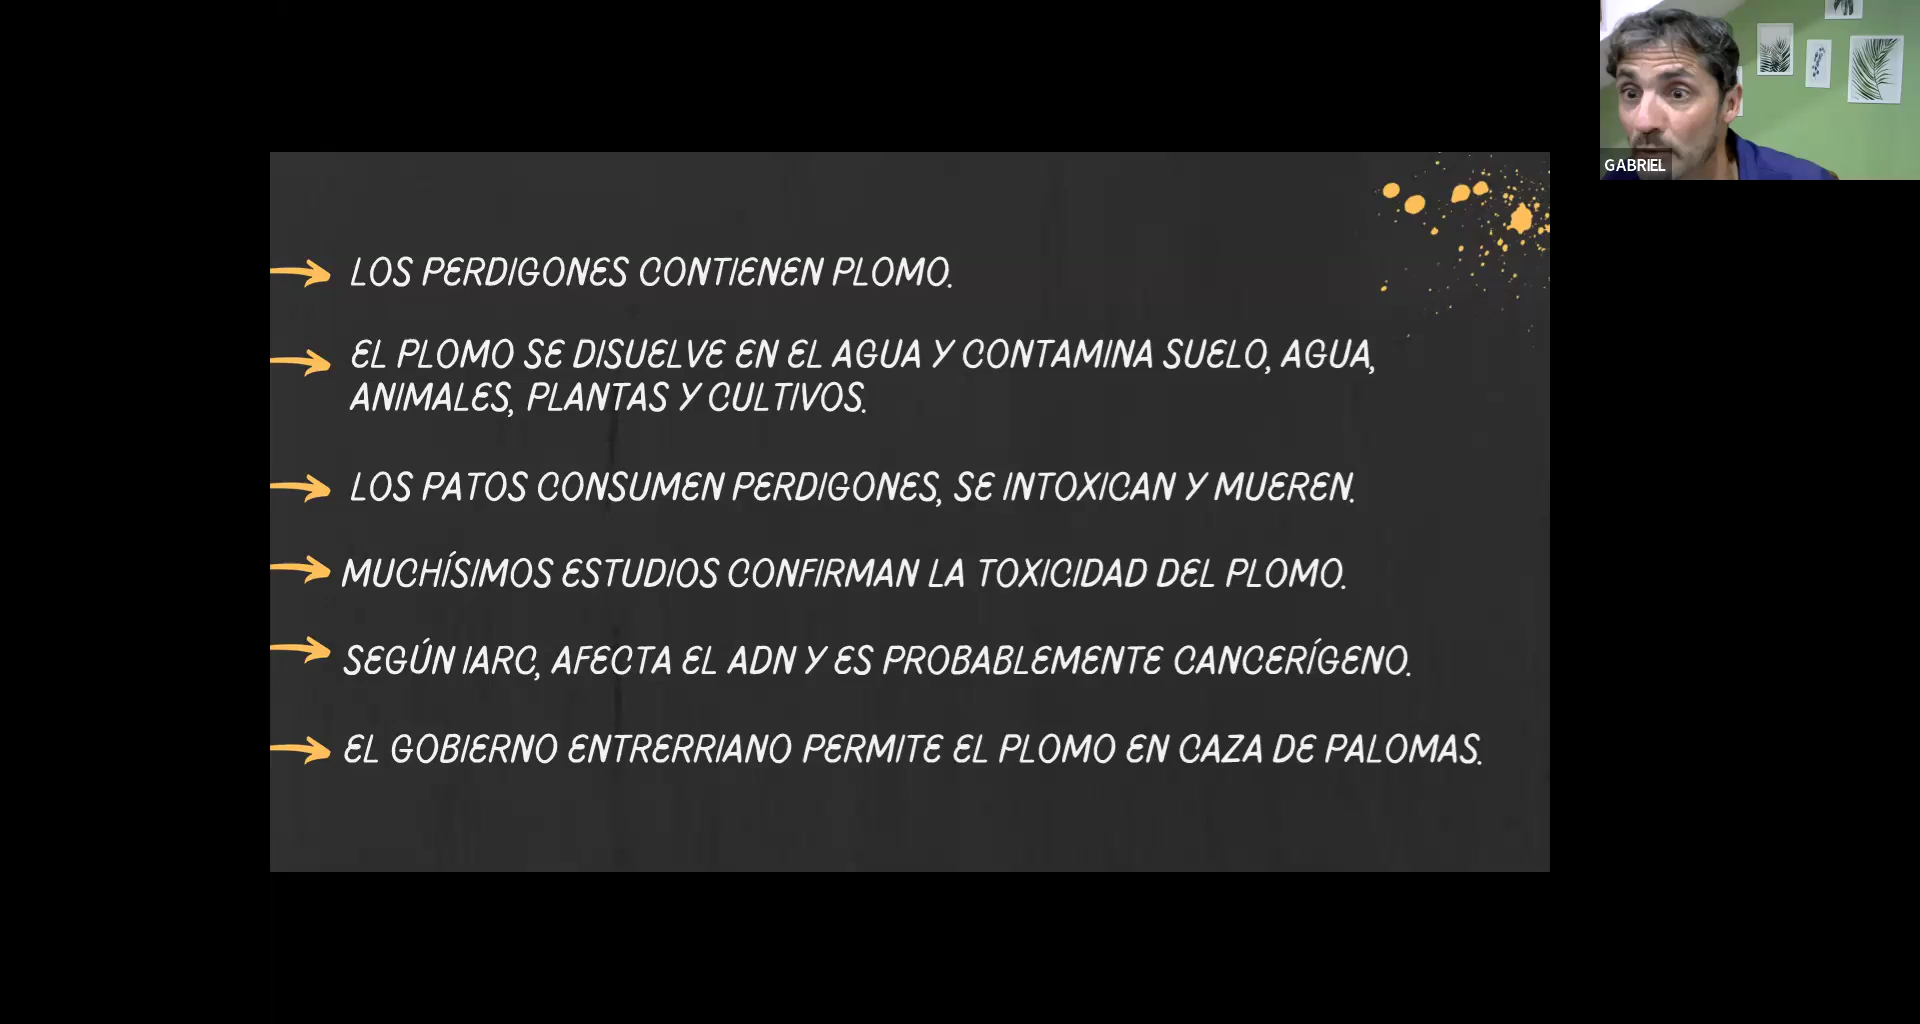 LOS PERDIGONES CONTIENEN PLOMO.
EL PLOMO SE DISUELVE EN EL AGUA Y CONTAMINA SUELO, AGUA,
ANIMALES, PLANTAS Y CULTIVOS.
LOS PATOS CONSUMEN PERDIGONES, SE INTOXICAN Y MUEREN.
MUCHÍSIMOS ESTUDIOS CONFIRMAN LA TOXICIDAD DEL PLOMO.
SEGÚN IARC, AFECTA EL ADN Y ES PROBABLEMENTE CANCERÍGENO.
EL GOBIERNO ENTRERRIANO PERMITE EL PLOMO EN CAZA DE PALOMAS.
GABRIEL